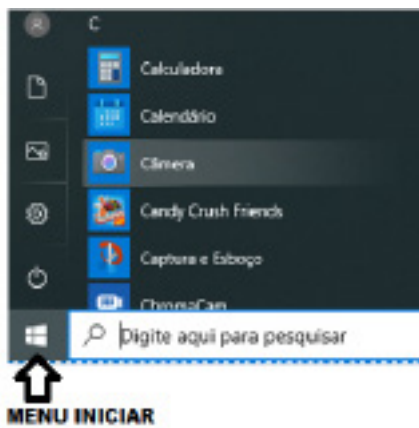 C
Calculadora
Calendário
Câmera
Candy Crush Friends
Captura e Esboço
ChromaCam
Digite aqui para pesquisar
MENU INICIAR